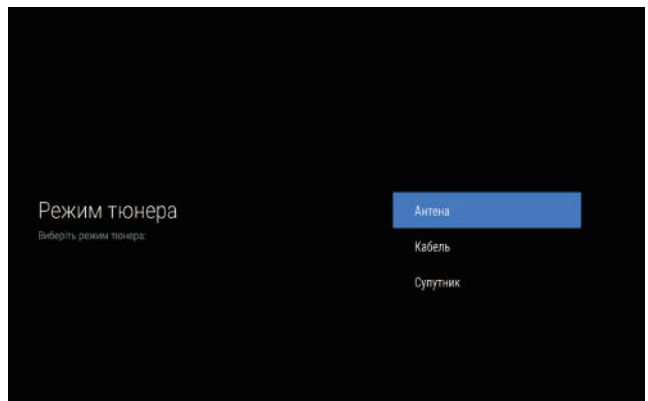 Режим тюнера
Виберіть режим тюнера:
Антена
Кабель
Супутник